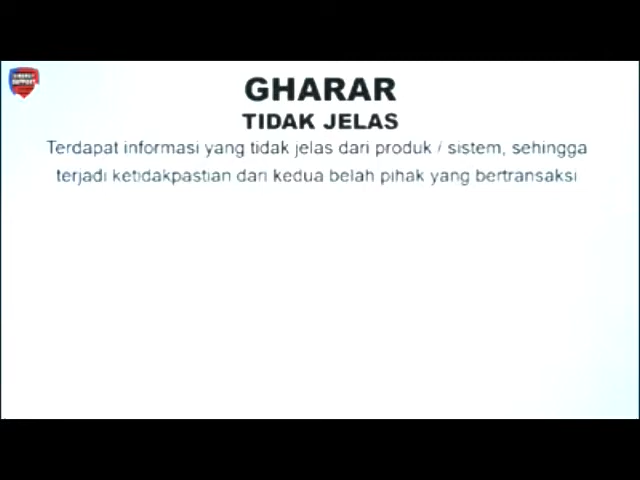 GHARAR
TIDAK JELAS
Terdapat informasi yang tidak jelas dari produk / sistem, sehingga
terjadi ketidakpastian dari kedua belah pihak yang bertransaksi